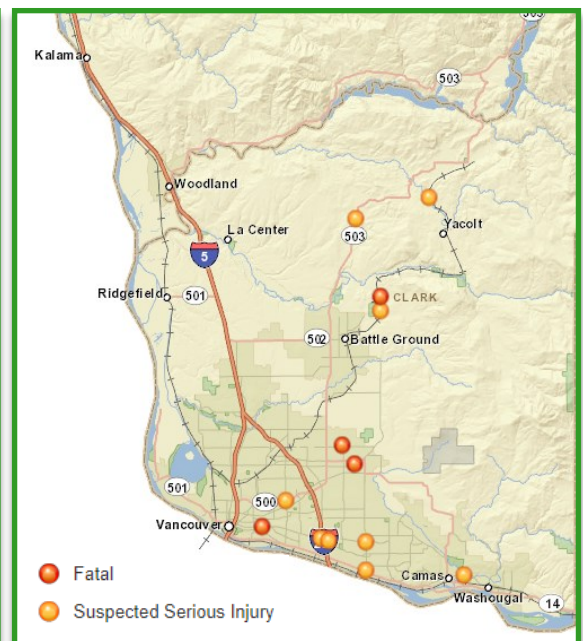 503
Kalama
503
Woodland
Yacolt
La Center
503
5
Ridgefield
501
CLARK
502
Battle Ground
501
500
Vancouver
Camas
Washougal
14
Fatal
Suspected Serious Injury